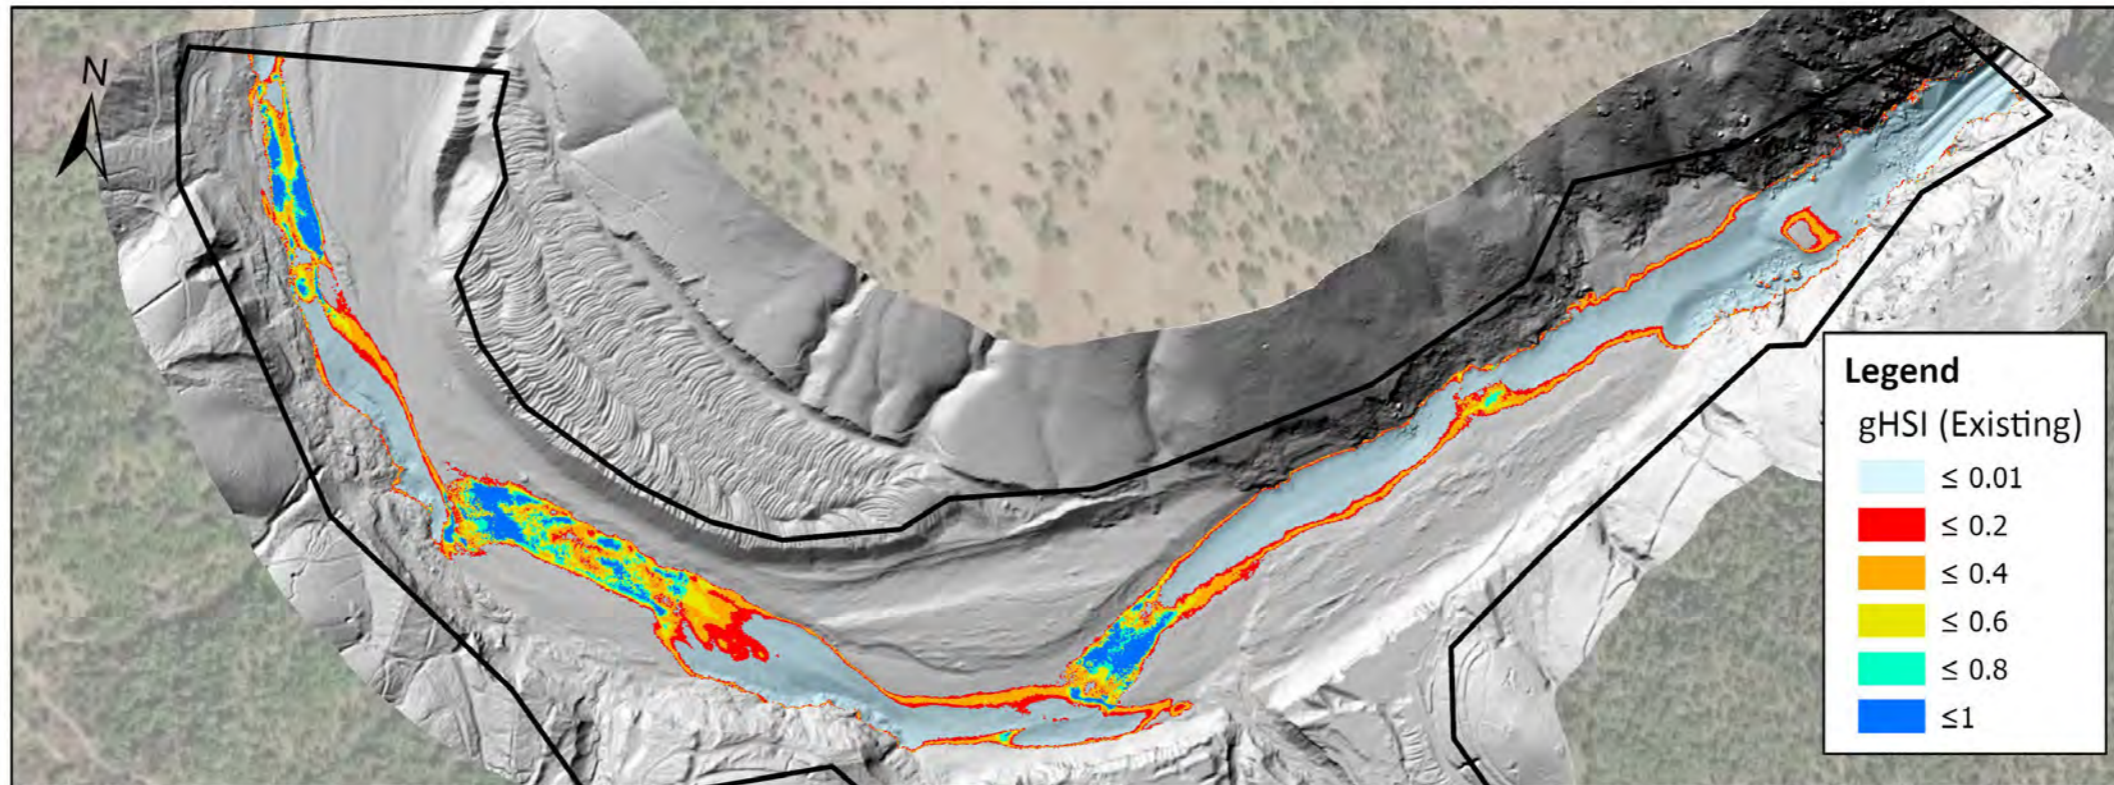 N
Legend
gHSI (Existing)
≤ 0.01
≤ 0.2
≤ 0.4
≤ 0.6
≤ 0.8
≤1